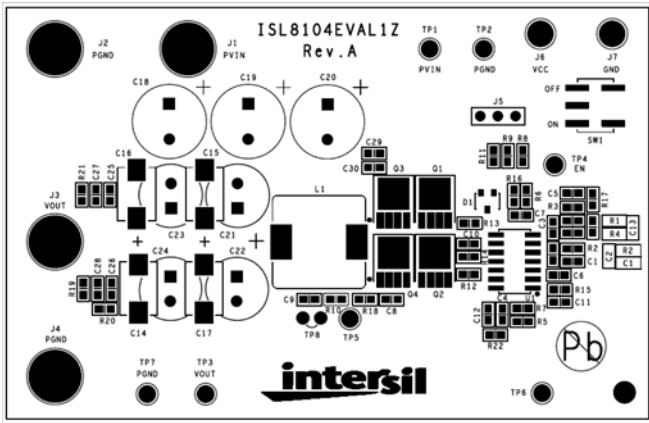 ISL8104EVAL1Z
Rev.A
J2
PGND
J1
PVIN
TP1
PVIN
TP2
PGND
J6
VCC
J7
GND
C18
C19
C20
OFF
ON
SW1
J5
R11
R9
R8
TP4
EN
C29
C30
Q3
Q1
C16
C15
R21
C27
C25
L1
D1
R16
R6
C7
C5
R3
R17
C3
R1
R4
C13
J3
VOUT
C23
C21
R13
C10
R14
R12
R2
C1
C2
R2
C1
C24
C22
C28
C26
R19
R20
C14
C17
Q4
Q2
C6
R15
C11
U1
C9
R10
R18
C8
TP8
TP5
C12
C4
R7
R5
R22
J4
PGND
TP7
PGND
TP3
VOUT
intersil
Pb
TP6